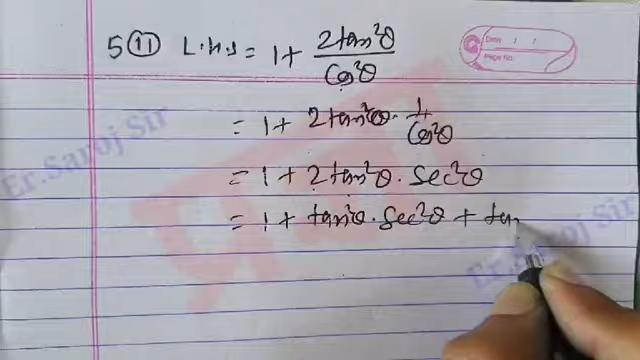 5 (11) L.H.S = 1 + 2tan²θ/Cos²θ
= 1 + 2tan²θ · 1/Cos²θ
= 1 + 2tan²θ . Sec²θ
= 1 + tan²θ . Sec²θ + tan
Date / /
Page No.
Er. Saroj Sir
Er. Saroj Sir